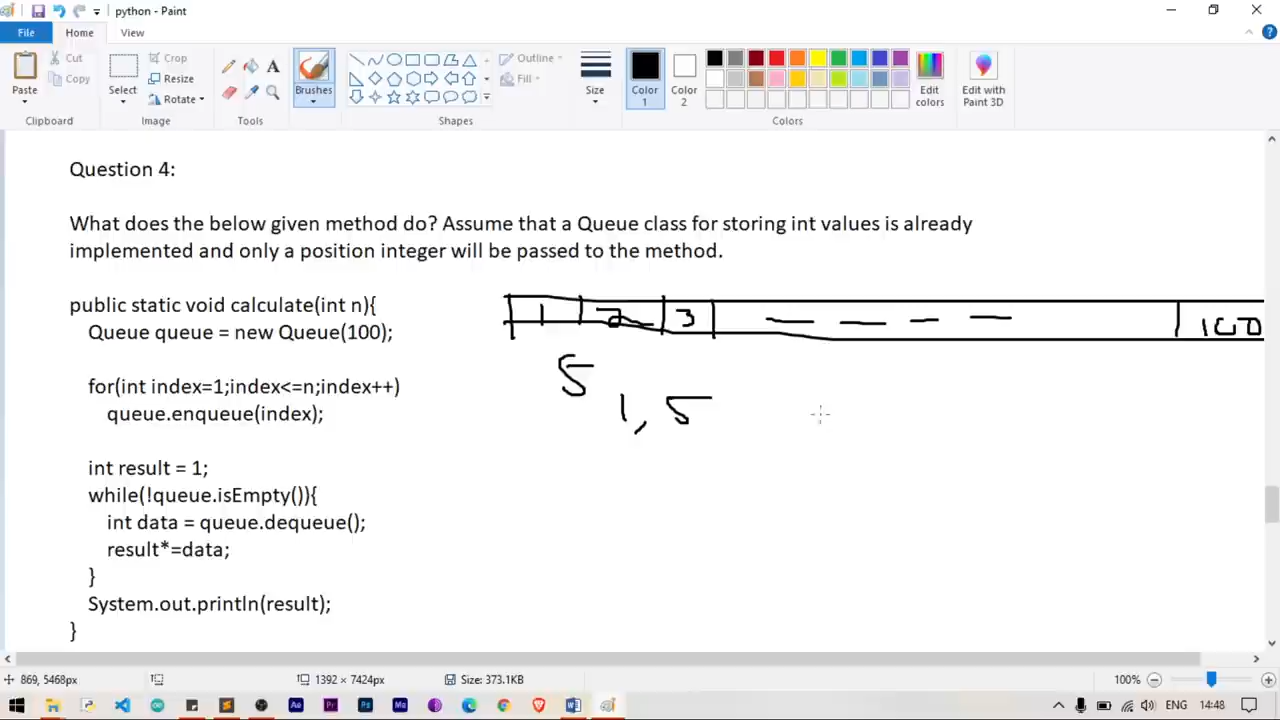 python - Paint
File Home View
Paste Cut Copy Clipboard
Select Crop Resize Rotate Image
Tools
Brushes
Outline Fill Shapes
Size
Color 1 Color 2 Edit colors Edit with Paint 3D
Colors
Question 4:
What does the below given method do? Assume that a Queue class for storing int values is already
implemented and only a position integer will be passed to the method.
public static void calculate(int n){
Queue queue = new Queue(100);
1 2 3 100
for(int index=1;index<=n;index++)
5
queue.enqueue(index);
1, 5
int result = 1;
while(!queue.isEmpty()){
int data = queue.dequeue();
result*=data;
}
System.out.println(result);
}
869, 5468px 1392 × 7424px Size: 373.1KB 100%
Ae Pr Ps Me ENG 14:48